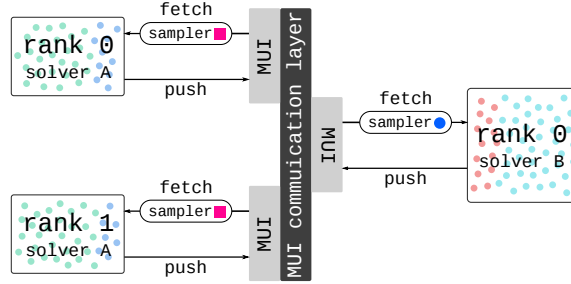 fetch
rank 0
solver A
sampler
push
MUI
MUI commuication layer
MUI
fetch
sampler
push
rank 0
solver B
fetch
rank 1
solver A
sampler
push
MUI